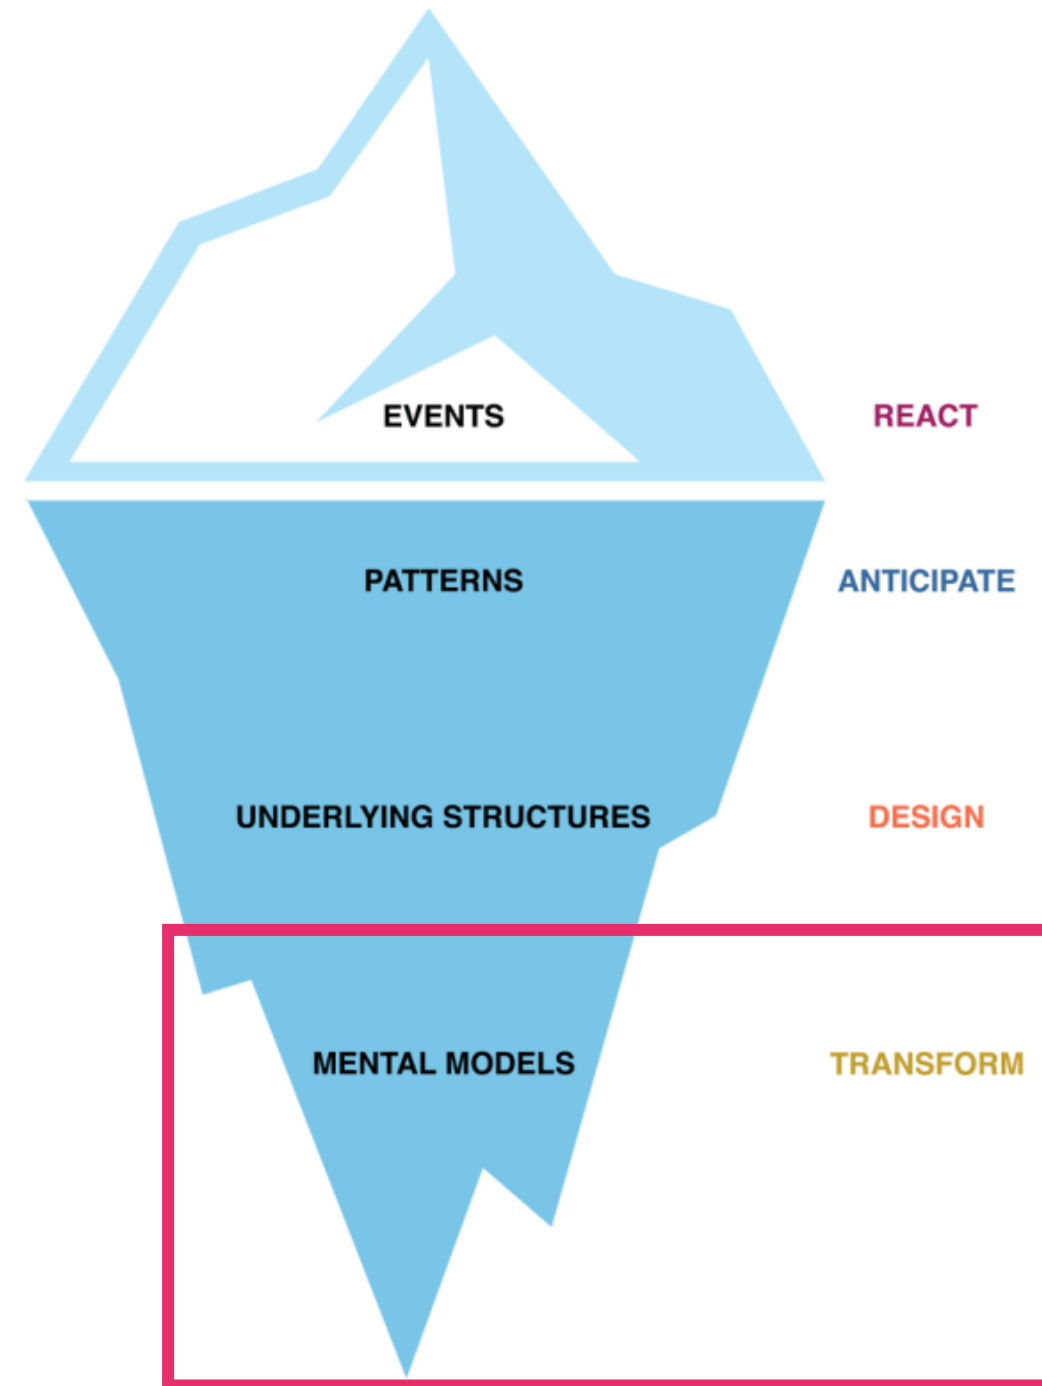 EVENTS REACT
PATTERNS ANTICIPATE
UNDERLYING STRUCTURES DESIGN
MENTAL MODELS TRANSFORM